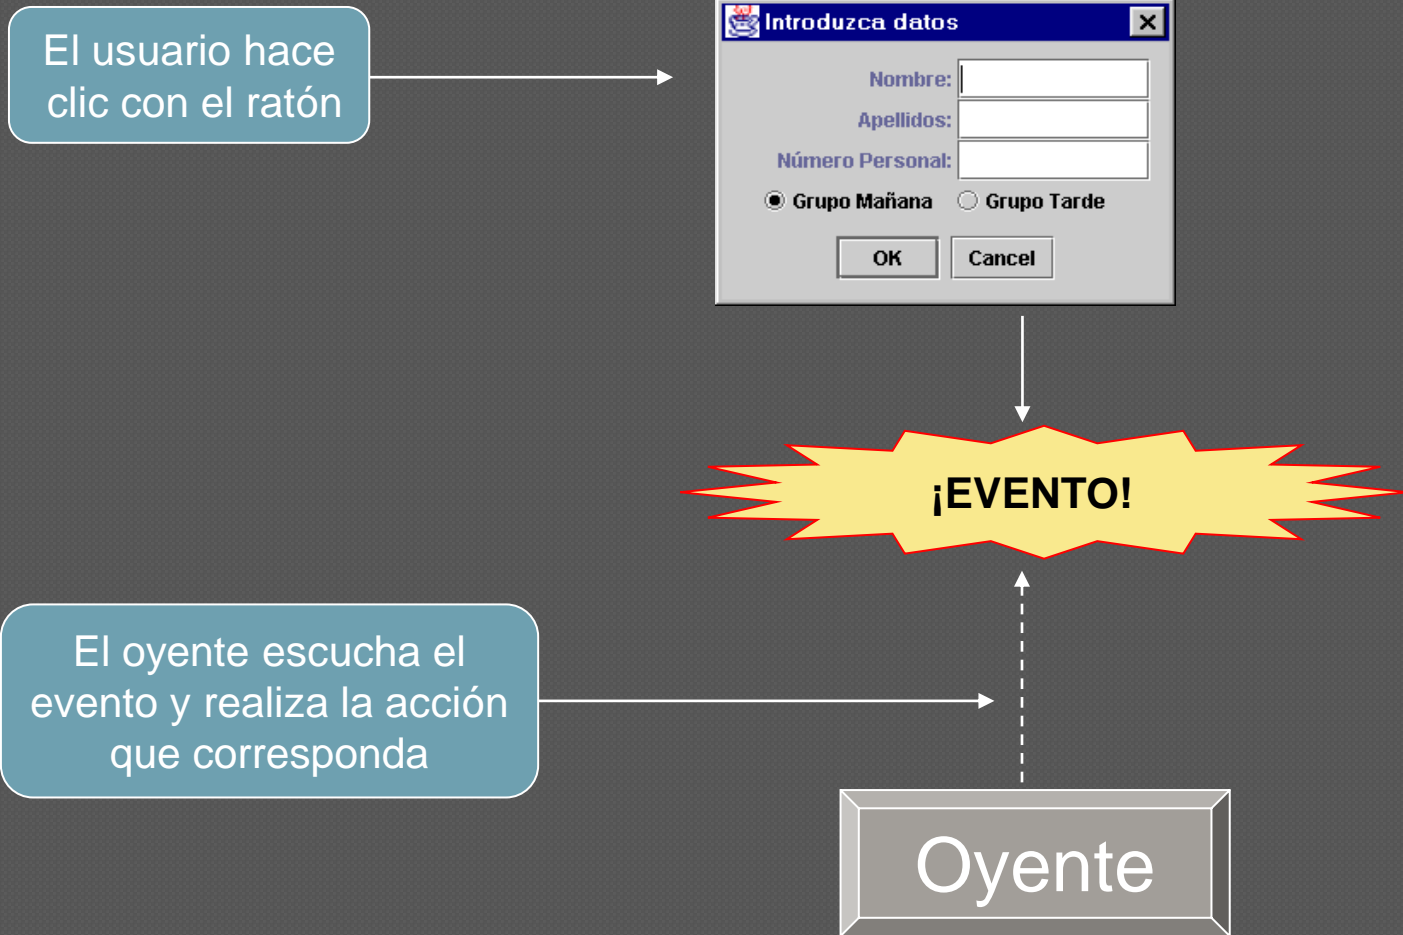 El usuario hace
clic con el ratón
Introduzca datos
Nombre:
Apellidos:
Número Personal:
Grupo Mañana Grupo Tarde
OK Cancel
¡EVENTO!
El oyente escucha el
evento y realiza la acción
que corresponda
Oyente